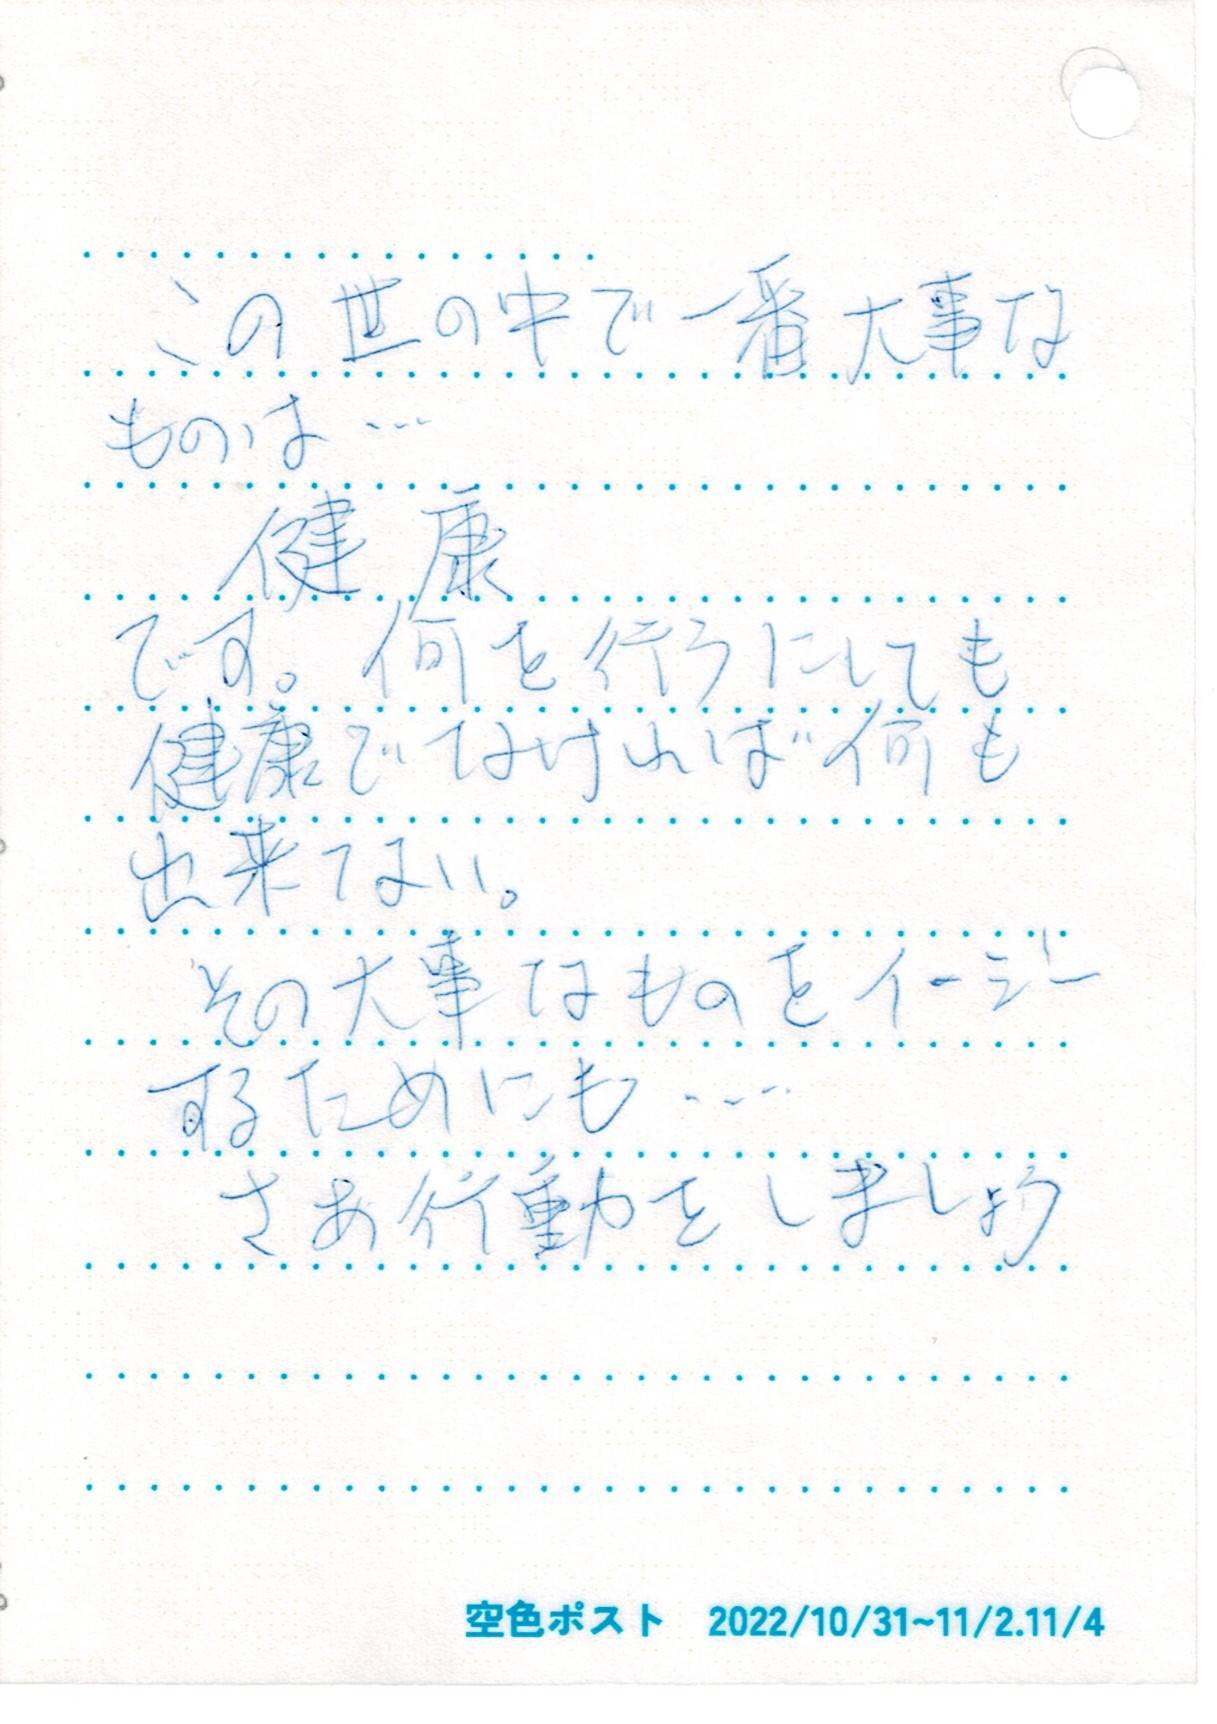 この世の中で一番大事な
ものは…
健康
です。何を行うにしても
健康でなければ何も
出来てない。
その大事なものをイージー
するためにも……
さあ行動をしましょう
空色ポスト 2022/10/31~11/2.11/4